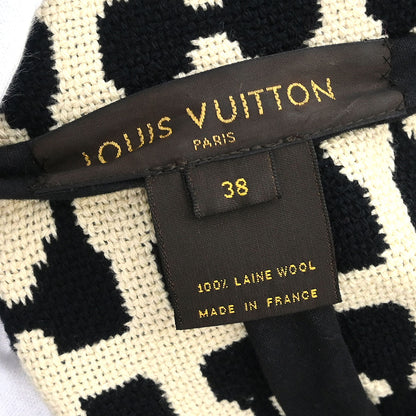 LOUIS VUITTON
PARIS
38
100% LAINE WOOL
MADE IN FRANCE